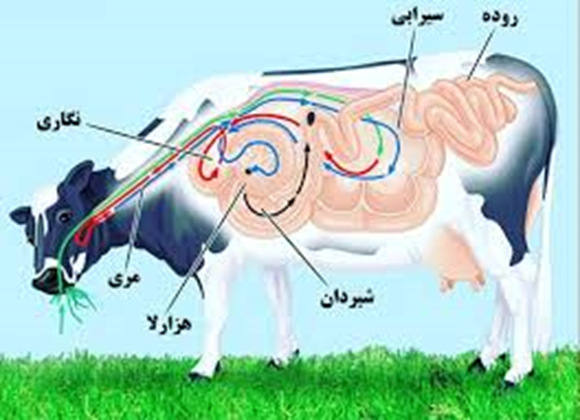 روده
سیرابی
نگاری
مری
هزارلا
شیردان